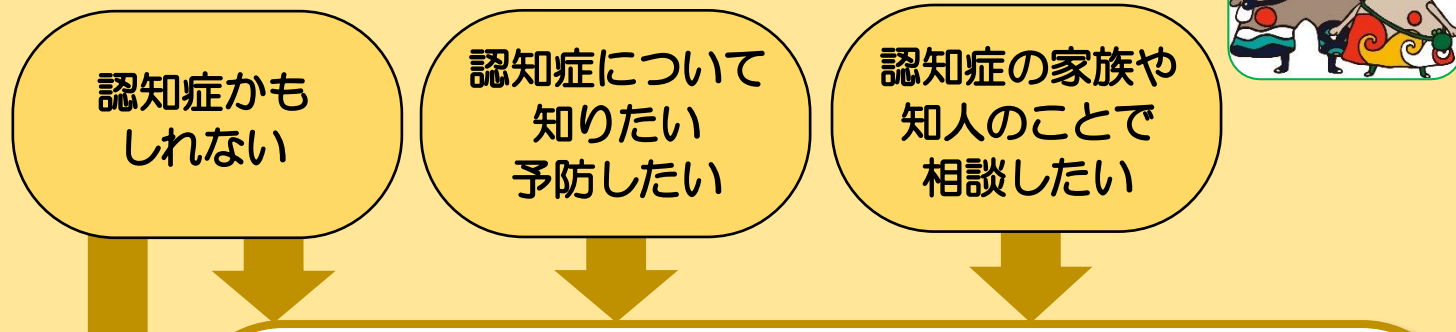 認知症かも
しれない
認知症について
知りたい
予防したい
認知症の家族や
知人のことで
相談したい